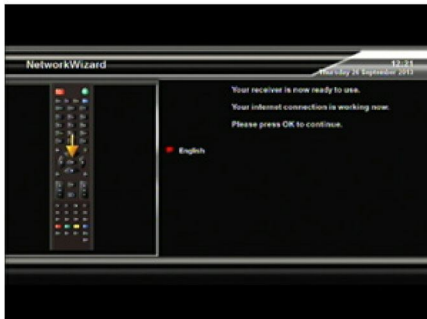 NetworkWizard
12:21
Thursday 26 September 2013
Your receiver is now ready to use.
Your internet connection is working now.
Please press OK to continue.
English